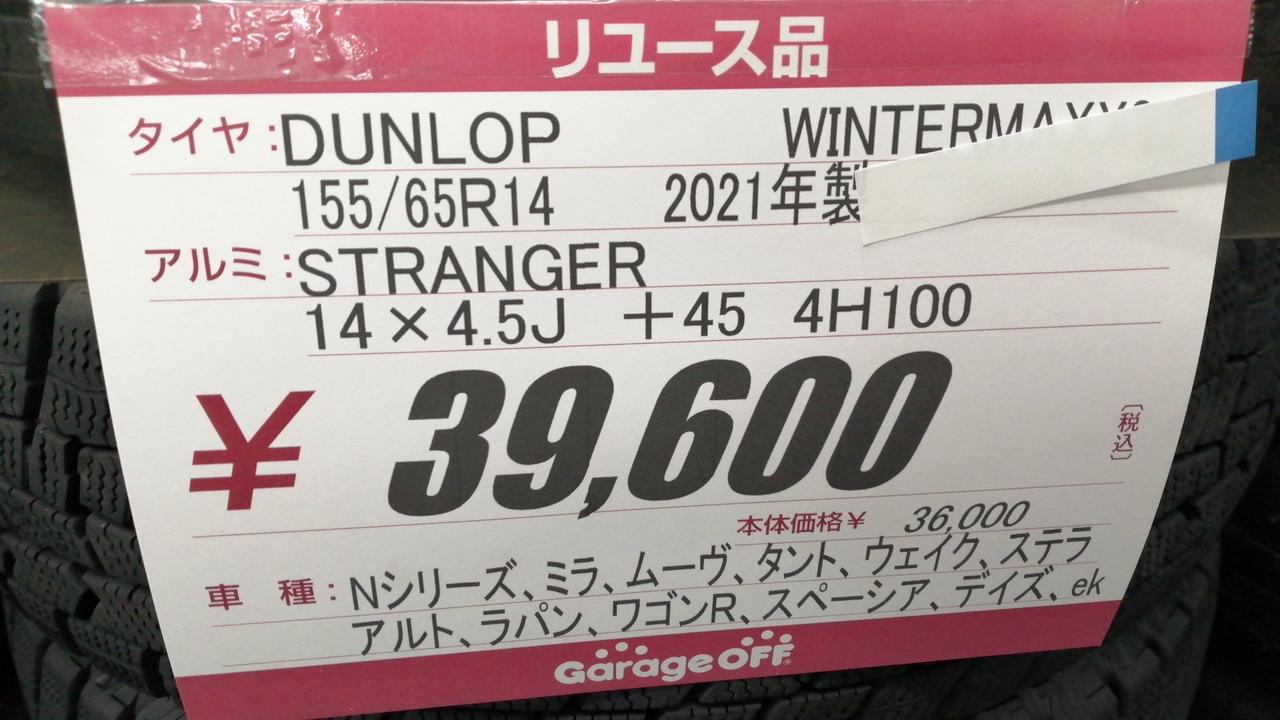 リユース品
タイヤ:DUNLOP WINTERMAXX
155/65R14 2021年製
アルミ:STRANGER
14×4.5J +45 4H100
¥39,600 〔税込〕
本体価格¥ 36,000
車 種:Nシリーズ、ミラ、ムーヴ、タント、ウェイク、ステラ
アルト、ラパン、ワゴンR、スペーシア、デイズ、ek
Garage OFF